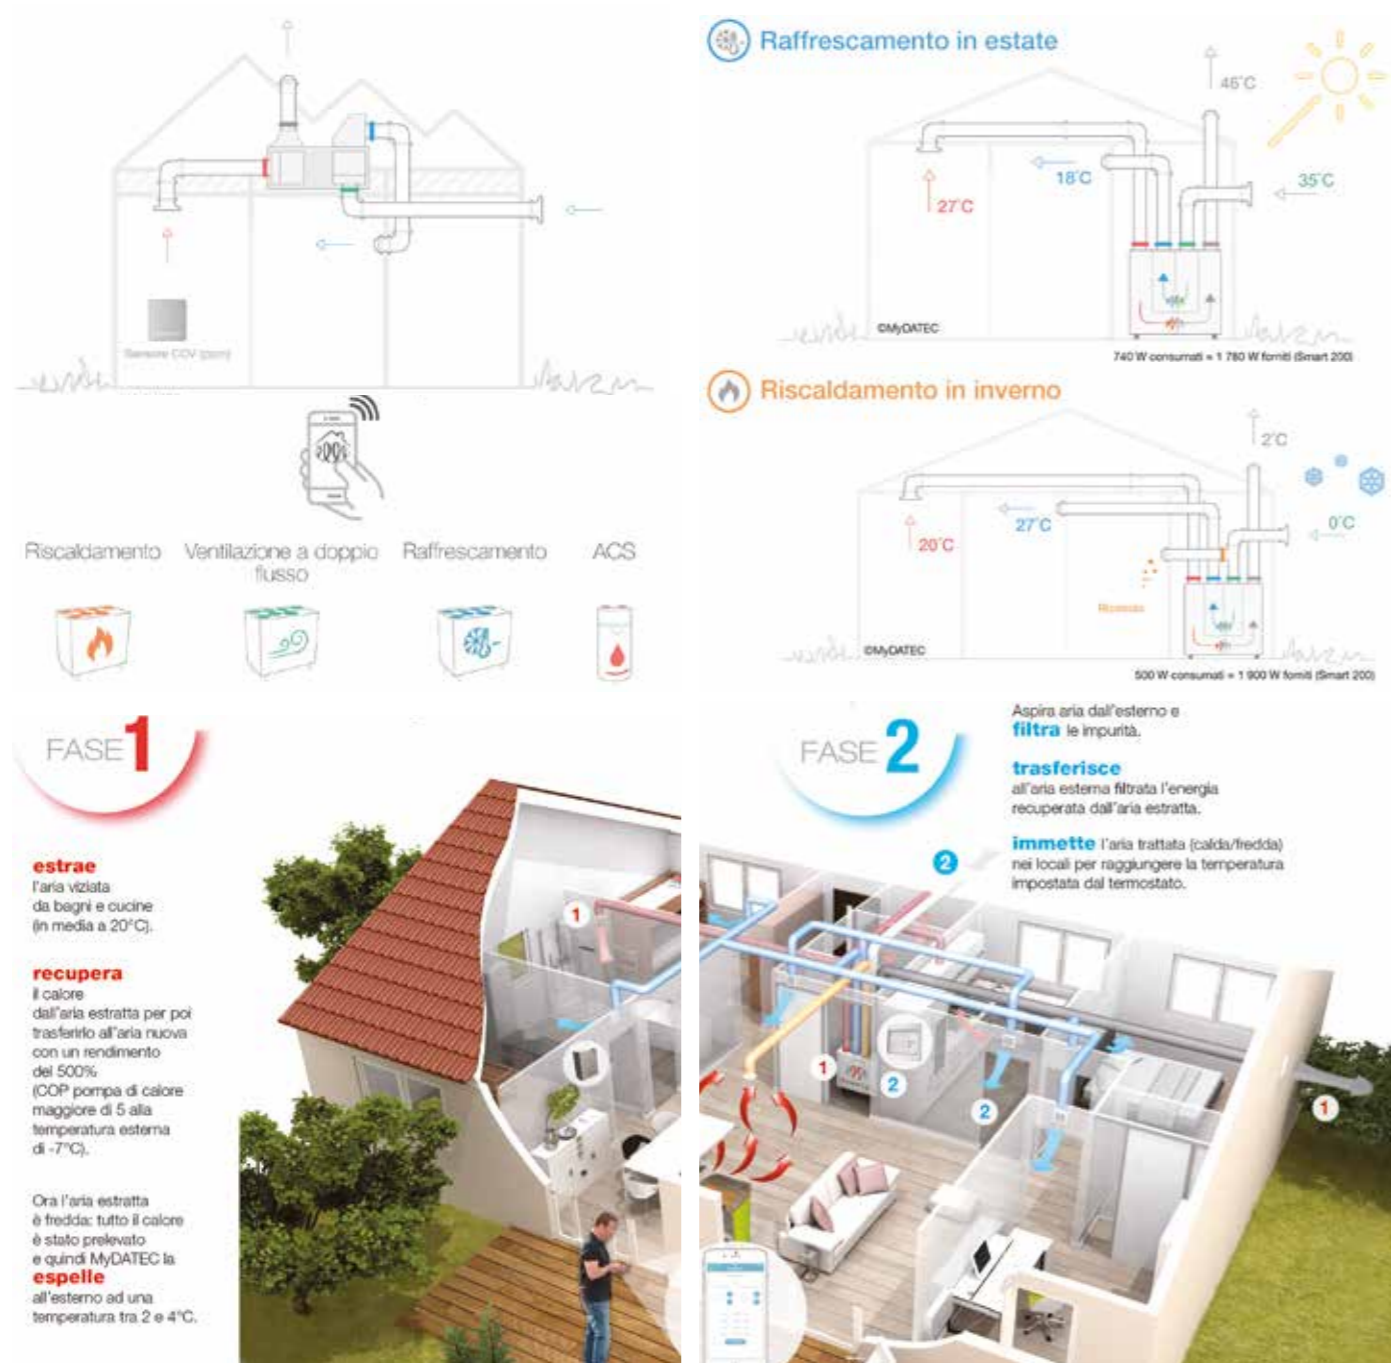 Sensore COV (ppm)
Riscaldamento
Ventilazione a doppio
flusso
Raffrescamento
ACS
Raffrescamento in estate
46°C
35°C
18°C
27°C
©MyDATEC
740 W consumati = 1 780 W forniti (Smart 200)
Riscaldamento in inverno
2°C
0°C
27°C
20°C
Ricircolo
©MyDATEC
500 W consumati = 1 900 W forniti (Smart 200)
FASE 1
estrae
l'aria viziata
da bagni e cucine
(in media a 20°C).
recupera
il calore
dall'aria estratta per poi
trasferirlo all'aria nuova
con un rendimento
del 500%
(COP pompa di calore
maggiore di 5 alla
temperatura esterna
di -7°C).
Ora l'aria estratta
è fredda: tutto il calore
è stato prelevato
e quindi MyDATEC la
espelle
all'esterno ad una
temperatura tra 2 e 4°C.
1
FASE 2
Aspira aria dall'esterno e
filtra le impurità.
trasferisce
all'aria esterna filtrata l'energia
recuperata dall'aria estratta.
immette l'aria trattata (calda/fredda)
nei locali per raggiungere la temperatura
impostata dal termostato.
2
1
2
2
1